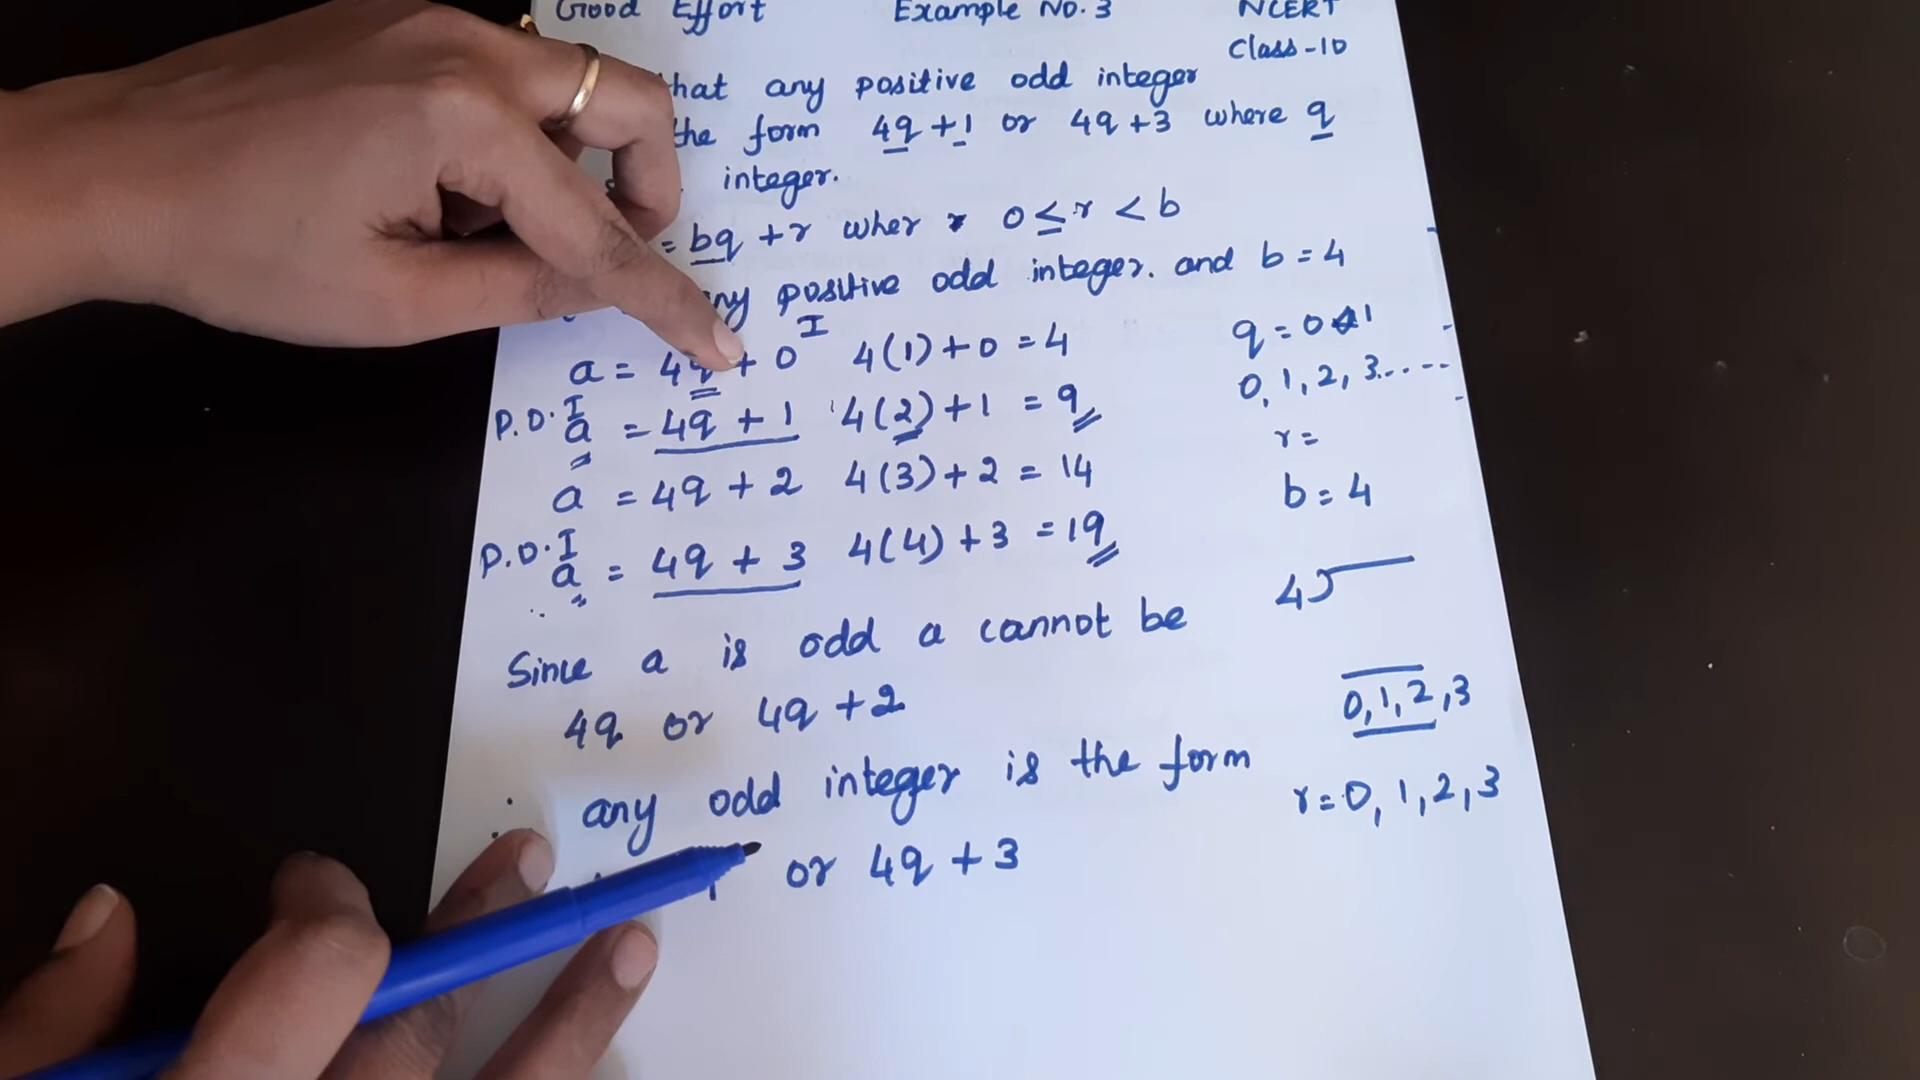 Good Effort Example No. 3 NCERT
Class-10
that any positive odd integer
the form 4q +1 or 4q+3 where q
integer.
= bq +r wher r 0 ≤ r < b
any positive odd integer. and b = 4
a = 4q + 0 I 4(1)+0 = 4 q = 0 1
0, 1, 2, 3.....
P.O.I a = 4q + 1 4(2)+1 = 9
r =
a = 4q + 2 4(3)+2 = 14
b = 4
P.O.I a = 4q + 3 4(4)+3 = 19
4
Since a is odd a cannot be
0,1,2,3
4q or 4q +2
∴ any odd integer is the form
r = 0, 1, 2, 3
or 4q + 3